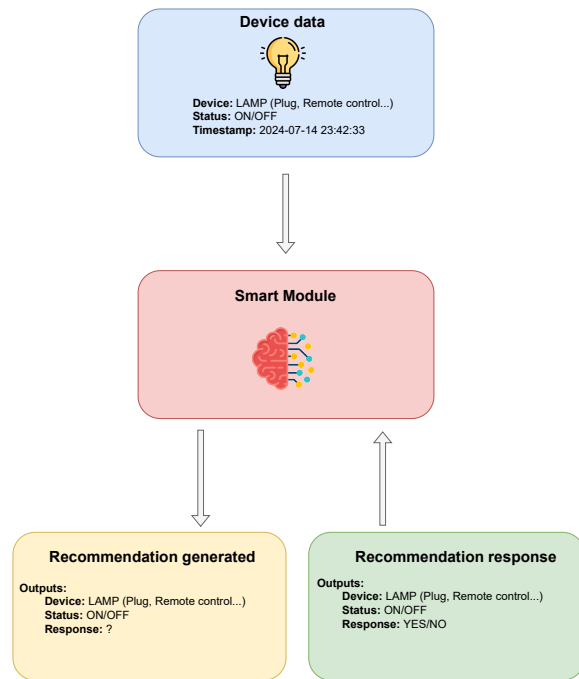 Device data
Device: LAMP (Plug, Remote control...)
Status: ON/OFF
Timestamp: 2024-07-14 23:42:33
Smart Module
Recommendation generated
Outputs:
Device: LAMP (Plug, Remote control...)
Status: ON/OFF
Response: ?
Recommendation response
Outputs:
Device: LAMP (Plug, Remote control...)
Status: ON/OFF
Response: YES/NO